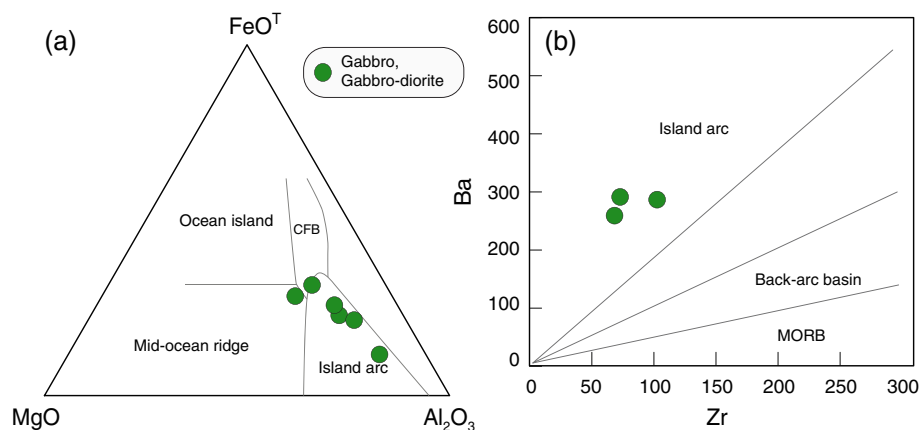 (a)
FeOᵀ
Gabbro,
Gabbro-diorite
Ocean island
CFB
Mid-ocean ridge
Island arc
MgO
Al₂O₃
(b)
600
500
400
300
200
100
0
Ba
Island arc
Back-arc basin
MORB
0
50
100
150
200
250
300
Zr